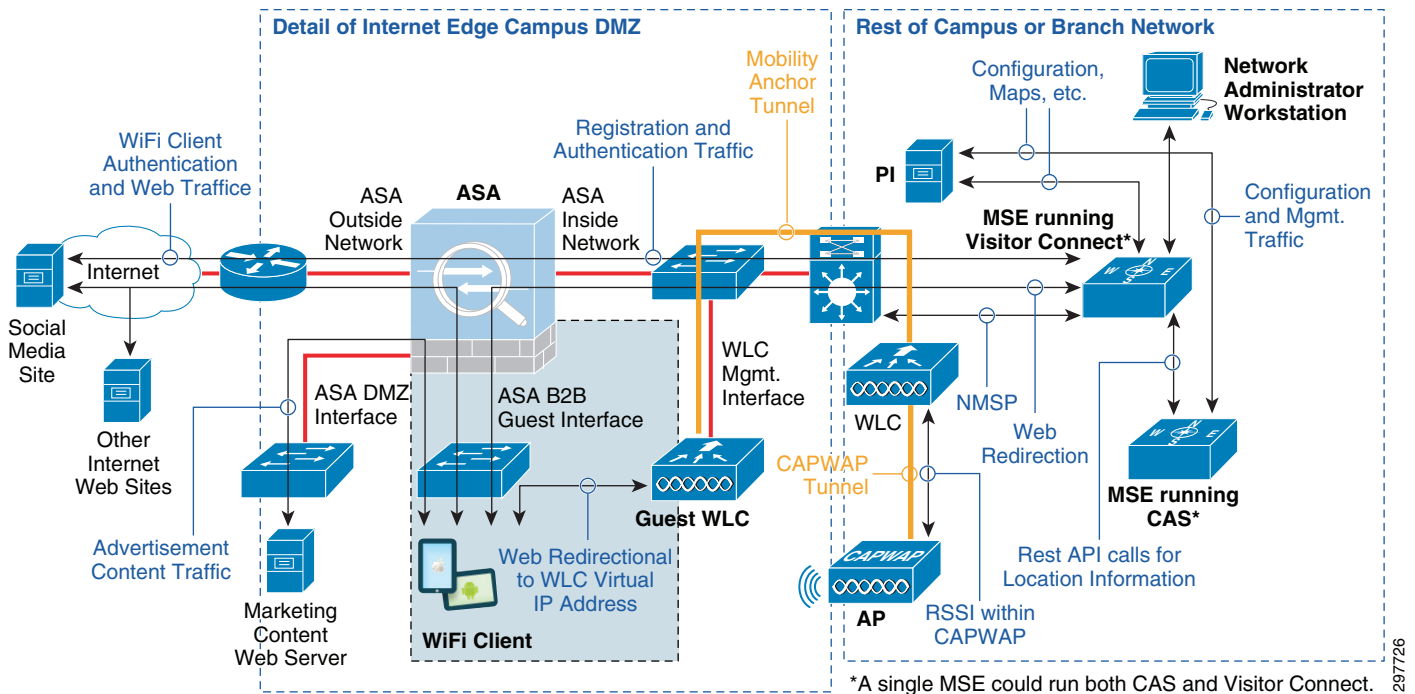 Detail of Internet Edge Campus DMZ
Rest of Campus or Branch Network
Mobility
Anchor
Tunnel
Configuration,
Maps, etc.
Network
Administrator
Workstation
WiFi Client
Authentication
and Web Traffice
Registration and
Authentication Traffic
PI
ASA
Outside
Network
ASA
ASA
Inside
Network
MSE running
Visitor Connect*
Configuration
and Mgmt.
Traffic
Internet
N
E
S
W
Social
Media
Site
ASA DMZ
Interface
ASA B2B
Guest Interface
WLC
Mgmt.
Interface
NMSP
WLC
Web
Redirection
Other
Internet
Web Sites
CAPWAP
Tunnel
N
E
S
W
Guest WLC
MSE running
CAS*
Advertisement
Content Traffic
Web Redirectional
to WLC Virtual
IP Address
CAPWAP
Rest API calls for
Location Information
Marketing
Content
Web Server
WiFi Client
AP
RSSI within
CAPWAP
*A single MSE could run both CAS and Visitor Connect.
297726